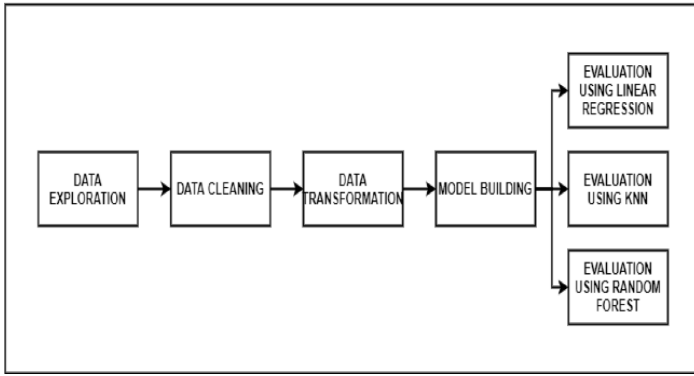 DATA
EXPLORATION
DATA CLEANING
DATA
TRANSFORMATION
MODEL BUILDING
EVALUATION
USING LINEAR
REGRESSION
EVALUATION
USING KNN
EVALUATION
USING RANDOM
FOREST